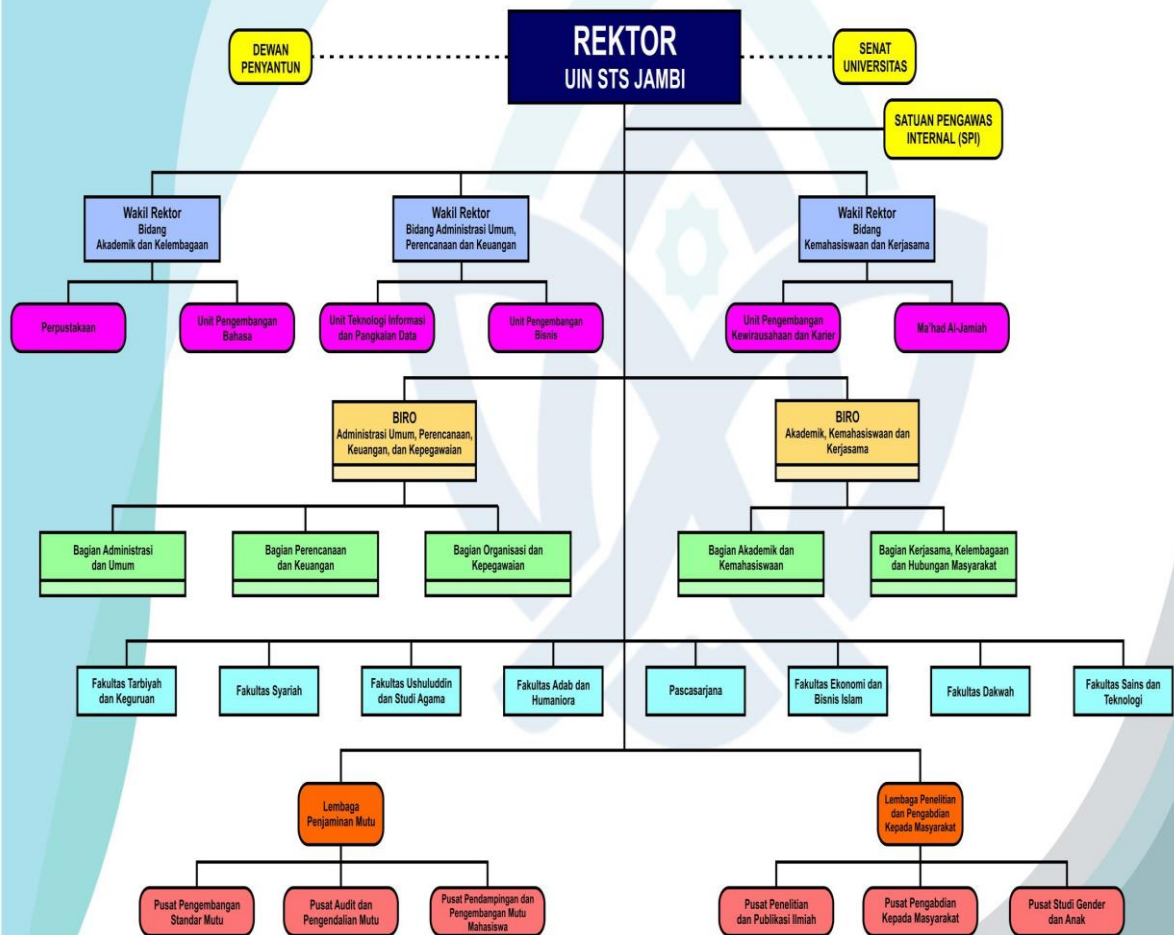 REKTOR
UIN STS JAMBI
DEWAN
PENYANTUN
SENAT
UNIVERSITAS
SATUAN PENGAWAS
INTERNAL (SPI)
Wakil Rektor
Bidang
Akademik dan Kelembagaan
Wakil Rektor
Bidang Administrasi Umum,
Perencanaan dan Keuangan
Wakil Rektor
Bidang
Kemahasiswaan dan Kerjasama
Perpustakaan
Unit Pengembangan
Bahasa
Unit Teknologi Informasi
dan Pangkalan Data
Unit Pengembangan
Bisnis
Unit Pengembangan
Kewirausahaan dan Karier
Ma'had Al-Jamiah
BIRO
Administrasi Umum, Perencanaan,
Keuangan, dan Kepegawaian
BIRO
Akademik, Kemahasiswaan dan
Kerjasama
Bagian Administrasi
dan Umum
Bagian Perencanaan
dan Keuangan
Bagian Organisasi dan
Kepegawaian
Bagian Akademik dan
Kemahasiswaan
Bagian Kerjasama, Kelembagaan
dan Hubungan Masyarakat
Fakultas Tarbiyah
dan Keguruan
Fakultas Syariah
Fakultas Ushuluddin
dan Studi Agama
Fakultas Adab dan
Humaniora
Pascasarjana
Fakultas Ekonomi dan
Bisnis Islam
Fakultas Dakwah
Fakultas Sains dan
Teknologi
Lembaga
Penjaminan Mutu
Lembaga Penelitian
dan Pengabdian
Kepada Masyarakat
Pusat Pengembangan
Standar Mutu
Pusat Audit dan
Pengendalian Mutu
Pusat Pendampingan dan
Pengembangan Mutu
Mahasiswa
Pusat Penelitian
dan Publikasi Ilmiah
Pusat Pengabdian
Kepada Masyarakat
Pusat Studi Gender
dan Anak